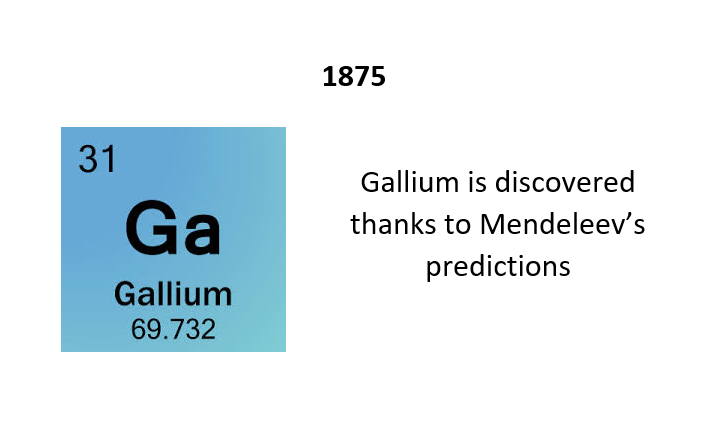 1875
31
Ga
Gallium
69.732
Gallium is discovered
thanks to Mendeleev’s
predictions